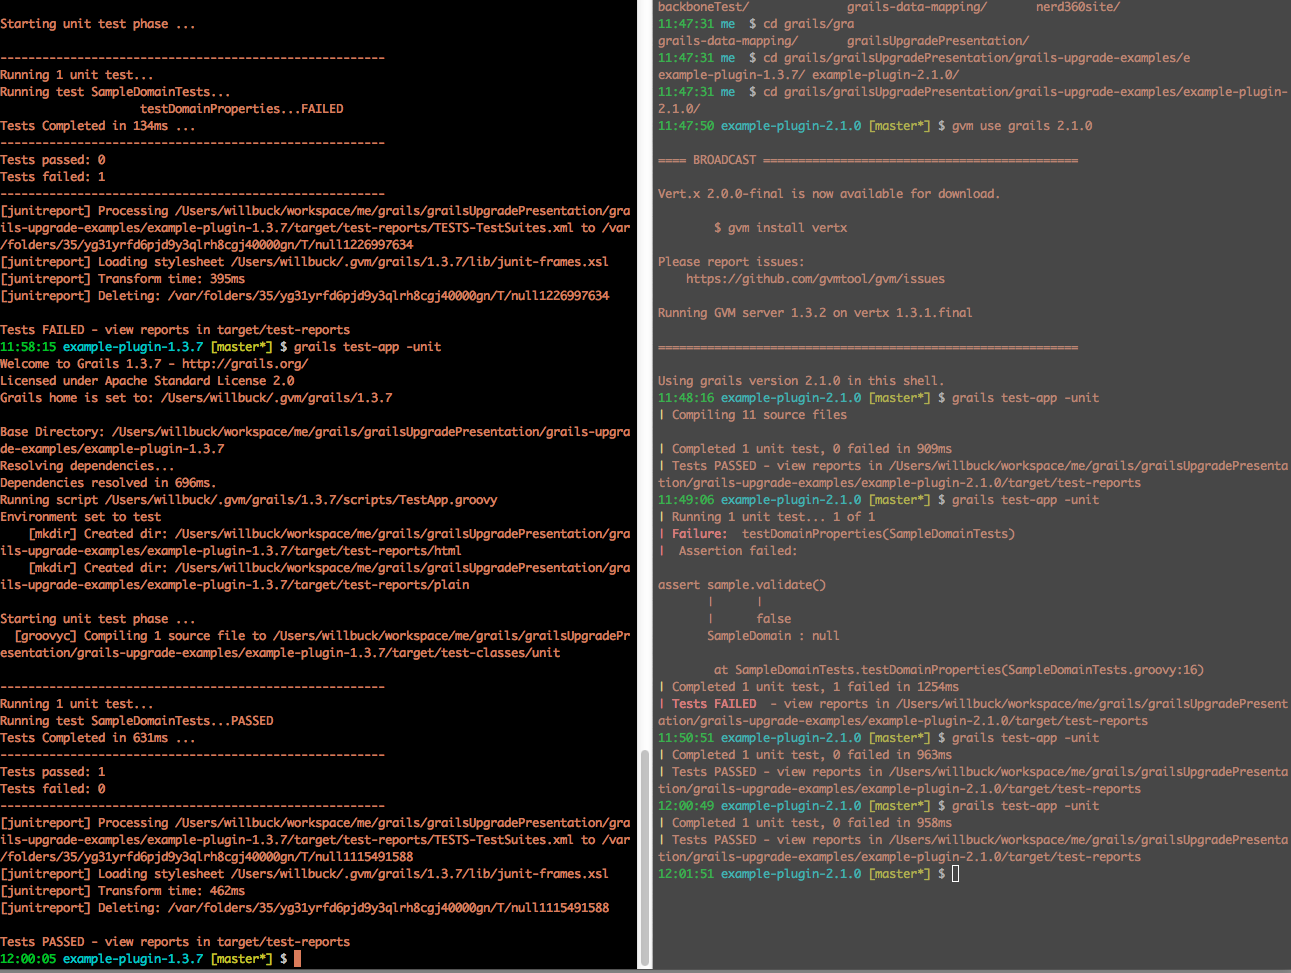 Starting unit test phase ...
-------------------------------------------------------
Running 1 unit test...
Running test SampleDomainTests...
testDomainProperties...FAILED
Tests Completed in 134ms ...
-------------------------------------------------------
Tests passed: 0
Tests failed: 1
-------------------------------------------------------
[junitreport] Processing /Users/willbuck/workspace/me/grails/grailsUpgradePresentation/gra
ils-upgrade-examples/example-plugin-1.3.7/target/test-reports/TESTS-TestSuites.xml to /var
/folders/35/yg31yrfd6pjd9y3qlrh8cgj40000gn/T/null1226997634
[junitreport] Loading stylesheet /Users/willbuck/.gvm/grails/1.3.7/lib/junit-frames.xsl
[junitreport] Transform time: 395ms
[junitreport] Deleting: /var/folders/35/yg31yrfd6pjd9y3qlrh8cgj40000gn/T/null1226997634
Tests FAILED - view reports in target/test-reports
11:58:15 example-plugin-1.3.7 [master*] $ grails test-app -unit
Welcome to Grails 1.3.7 - http://grails.org/
Licensed under Apache Standard License 2.0
Grails home is set to: /Users/willbuck/.gvm/grails/1.3.7
Base Directory: /Users/willbuck/workspace/me/grails/grailsUpgradePresentation/grails-upgra
de-examples/example-plugin-1.3.7
Resolving dependencies...
Dependencies resolved in 696ms.
Running script /Users/willbuck/.gvm/grails/1.3.7/scripts/TestApp.groovy
Environment set to test
[mkdir] Created dir: /Users/willbuck/workspace/me/grails/grailsUpgradePresentation/gra
ils-upgrade-examples/example-plugin-1.3.7/target/test-reports/html
[mkdir] Created dir: /Users/willbuck/workspace/me/grails/grailsUpgradePresentation/gra
ils-upgrade-examples/example-plugin-1.3.7/target/test-reports/plain
Starting unit test phase ...
[groovyc] Compiling 1 source file to /Users/willbuck/workspace/me/grails/grailsUpgradePr
esentation/grails-upgrade-examples/example-plugin-1.3.7/target/test-classes/unit
-------------------------------------------------------
Running 1 unit test...
Running test SampleDomainTests...PASSED
Tests Completed in 631ms ...
-------------------------------------------------------
Tests passed: 1
Tests failed: 0
-------------------------------------------------------
[junitreport] Processing /Users/willbuck/workspace/me/grails/grailsUpgradePresentation/gra
ils-upgrade-examples/example-plugin-1.3.7/target/test-reports/TESTS-TestSuites.xml to /var
/folders/35/yg31yrfd6pjd9y3qlrh8cgj40000gn/T/null1115491588
[junitreport] Loading stylesheet /Users/willbuck/.gvm/grails/1.3.7/lib/junit-frames.xsl
[junitreport] Transform time: 462ms
[junitreport] Deleting: /var/folders/35/yg31yrfd6pjd9y3qlrh8cgj40000gn/T/null1115491588
Tests PASSED - view reports in target/test-reports
12:00:05 example-plugin-1.3.7 [master*] $
backboneTest/ grails-data-mapping/ nerd360site/
11:47:31 me $ cd grails/gra
grails-data-mapping/ grailsUpgradePresentation/
11:47:31 me $ cd grails/grailsUpgradePresentation/grails-upgrade-examples/e
example-plugin-1.3.7/ example-plugin-2.1.0/
11:47:31 me $ cd grails/grailsUpgradePresentation/grails-upgrade-examples/example-plugin-
2.1.0/
11:47:50 example-plugin-2.1.0 [master*] $ gvm use grails 2.1.0
==== BROADCAST =============================================
Vert.x 2.0.0-final is now available for download.
$ gvm install vertx
Please report issues:
https://github.com/gvmtool/gvm/issues
Running GVM server 1.3.2 on vertx 1.3.1.final
============================================================
Using grails version 2.1.0 in this shell.
11:48:16 example-plugin-2.1.0 [master*] $ grails test-app -unit
| Compiling 11 source files
| Completed 1 unit test, 0 failed in 909ms
| Tests PASSED - view reports in /Users/willbuck/workspace/me/grails/grailsUpgradePresenta
tion/grails-upgrade-examples/example-plugin-2.1.0/target/test-reports
11:49:06 example-plugin-2.1.0 [master*] $ grails test-app -unit
| Running 1 unit test... 1 of 1
| Failure: testDomainProperties(SampleDomainTests)
| Assertion failed:
assert sample.validate()
| |
| false
SampleDomain : null
at SampleDomainTests.testDomainProperties(SampleDomainTests.groovy:16)
| Completed 1 unit test, 1 failed in 1254ms
| Tests FAILED - view reports in /Users/willbuck/workspace/me/grails/grailsUpgradePresent
ation/grails-upgrade-examples/example-plugin-2.1.0/target/test-reports
11:50:51 example-plugin-2.1.0 [master*] $ grails test-app -unit
| Completed 1 unit test, 0 failed in 963ms
| Tests PASSED - view reports in /Users/willbuck/workspace/me/grails/grailsUpgradePresenta
tion/grails-upgrade-examples/example-plugin-2.1.0/target/test-reports
12:00:49 example-plugin-2.1.0 [master*] $ grails test-app -unit
| Completed 1 unit test, 0 failed in 958ms
| Tests PASSED - view reports in /Users/willbuck/workspace/me/grails/grailsUpgradePresenta
tion/grails-upgrade-examples/example-plugin-2.1.0/target/test-reports
12:01:51 example-plugin-2.1.0 [master*] $